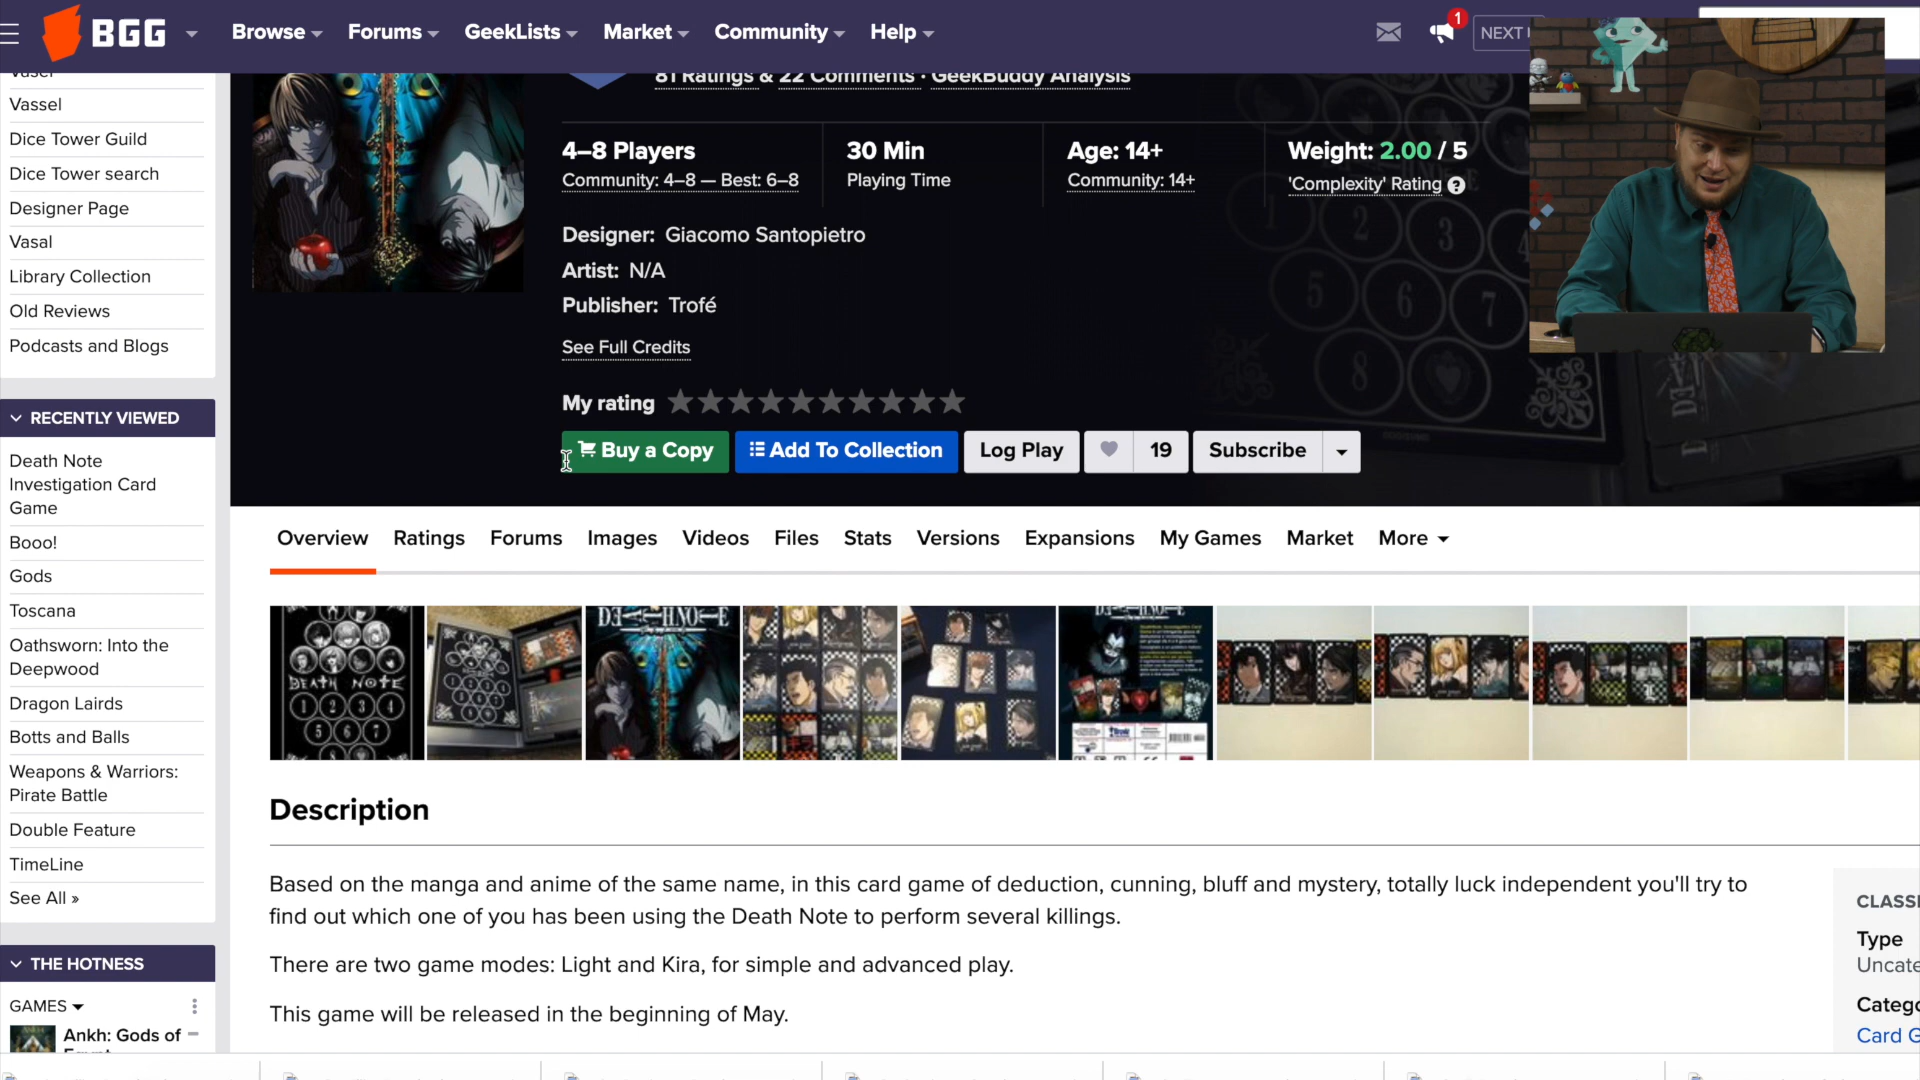 BGG
Browse
Forums
GeekLists
Market
Community
Help
1
NEXT
81 Ratings & 22 Comments · GeekBuddy Analysis
Vassel
Dice Tower Guild
Dice Tower search
Designer Page
Vasal
Library Collection
Old Reviews
Podcasts and Blogs
RECENTLY VIEWED
Death Note
Investigation Card
Game
Booo!
Gods
Toscana
Oathsworn: Into the
Deepwood
Dragon Lairds
Botts and Balls
Weapons & Warriors:
Pirate Battle
Double Feature
TimeLine
See All »
THE HOTNESS
GAMES
Ankh: Gods of
4–8 Players
Community: 4–8 — Best: 6–8
30 Min
Playing Time
Age: 14+
Community: 14+
Weight: 2.00 / 5
'Complexity' Rating ?
Designer: Giacomo Santopietro
Artist: N/A
Publisher: Trofé
See Full Credits
My rating
Buy a Copy
Add To Collection
Log Play
19
Subscribe
Overview
Ratings
Forums
Images
Videos
Files
Stats
Versions
Expansions
My Games
Market
More
DEATH NOTE
1 2 3 4
5 6 7
8
Description
Based on the manga and anime of the same name, in this card game of deduction, cunning, bluff and mystery, totally luck independent you'll try to
find out which one of you has been using the Death Note to perform several killings.
There are two game modes: Light and Kira, for simple and advanced play.
This game will be released in the beginning of May.
Type